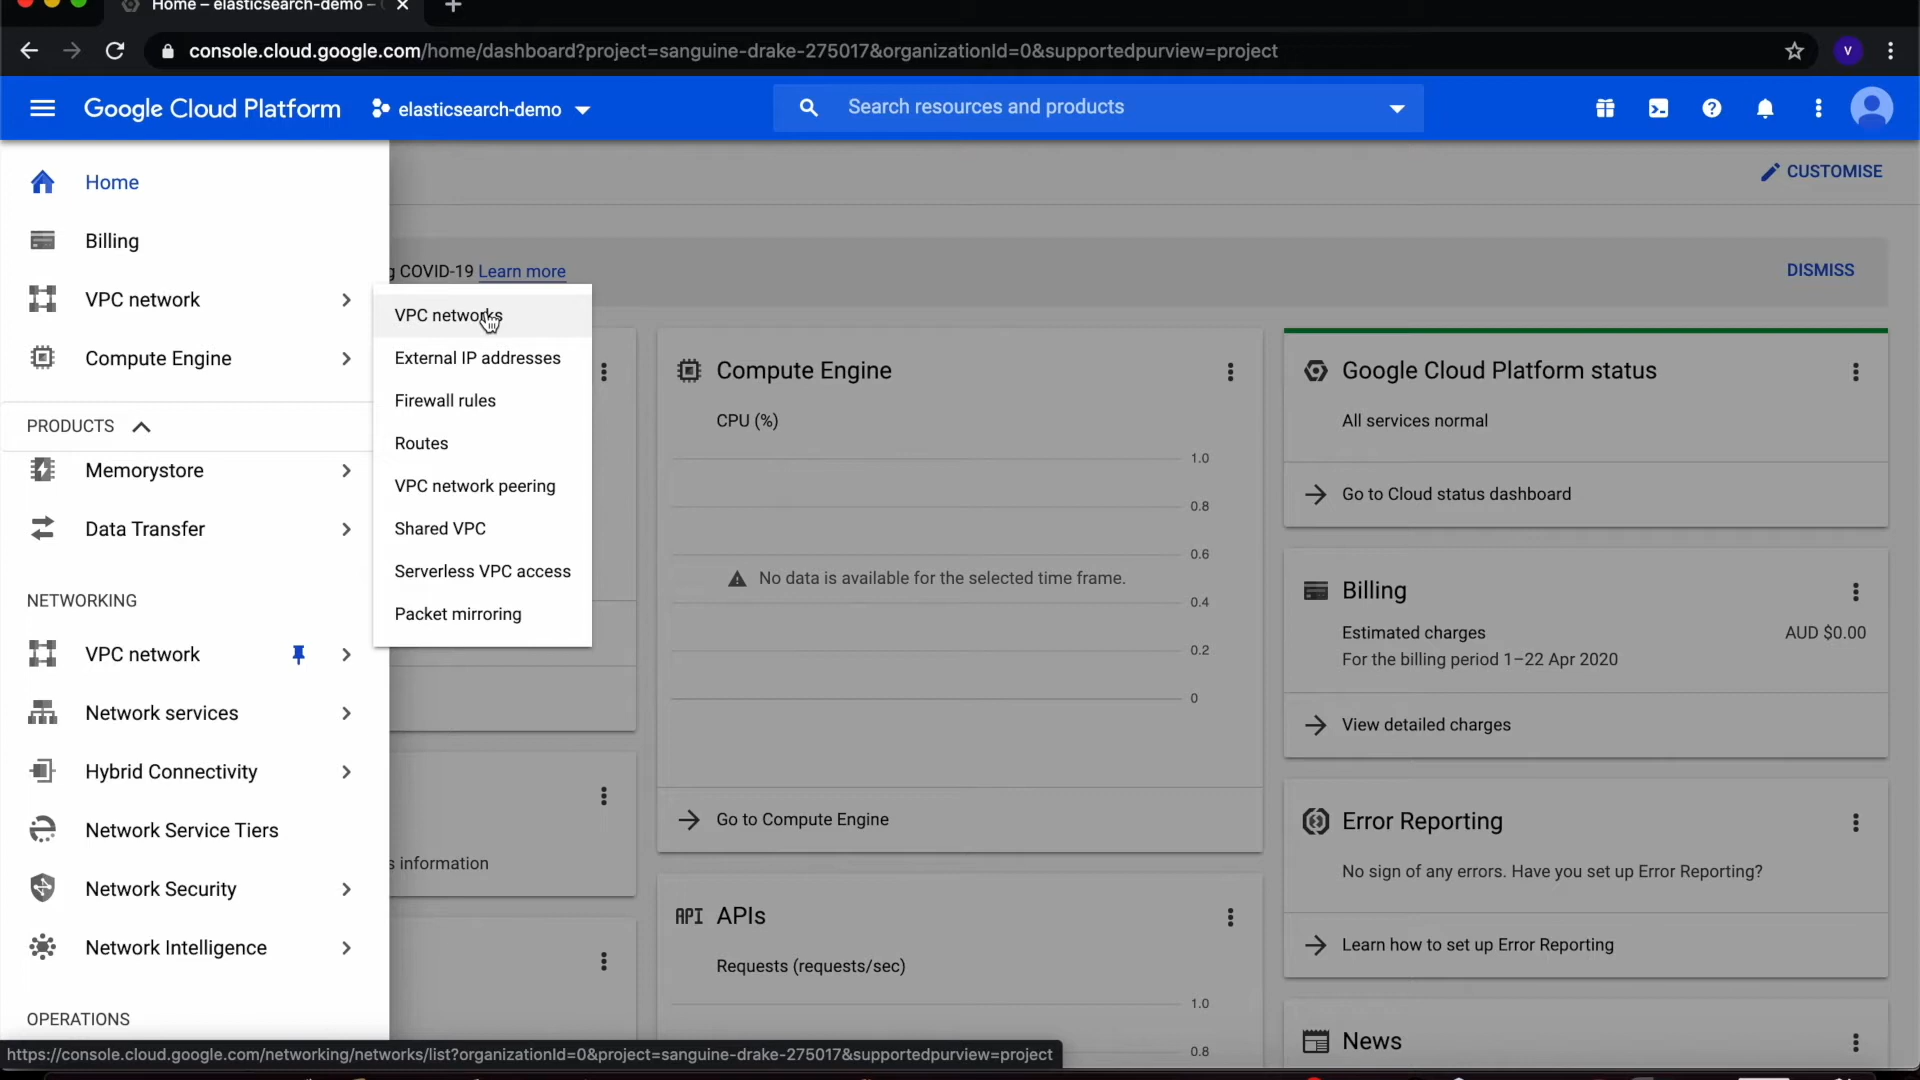 Home – elasticsearch-demo –
console.cloud.google.com/home/dashboard?project=sanguine-drake-275017&organizationId=0&supportedpurview=project
V
Google Cloud Platform
elasticsearch-demo
Search resources and products
Home
Billing
VPC network
Compute Engine
PRODUCTS
Memorystore
Data Transfer
NETWORKING
VPC network
Network services
Hybrid Connectivity
Network Service Tiers
Network Security
Network Intelligence
OPERATIONS
VPC networks
External IP addresses
Firewall rules
Routes
VPC network peering
Shared VPC
Serverless VPC access
Packet mirroring
CUSTOMISE
g COVID-19 Learn more
DISMISS
s information
Compute Engine
CPU (%)
1.0
0.8
0.6
No data is available for the selected time frame.
0.4
0.2
0
Go to Compute Engine
API APIs
Requests (requests/sec)
1.0
0.8
Google Cloud Platform status
All services normal
Go to Cloud status dashboard
Billing
Estimated charges
AUD $0.00
For the billing period 1–22 Apr 2020
View detailed charges
Error Reporting
No sign of any errors. Have you set up Error Reporting?
Learn how to set up Error Reporting
News
https://console.cloud.google.com/networking/networks/list?organizationId=0&project=sanguine-drake-275017&supportedpurview=project